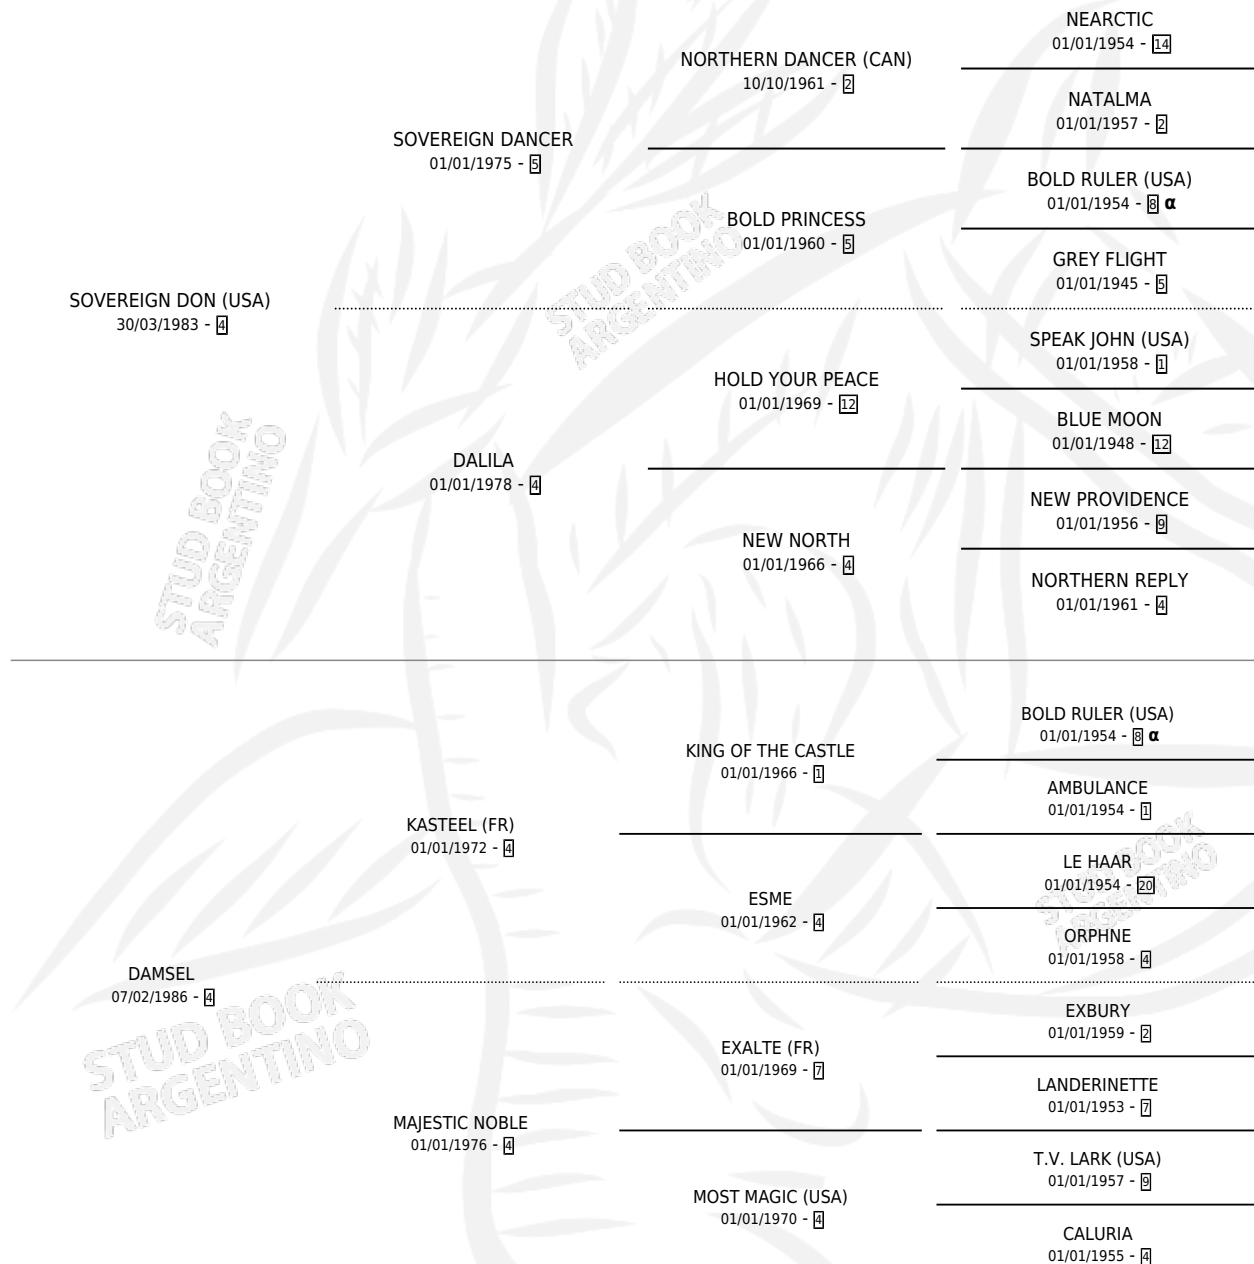 NEARCTIC
01/01/1954 - 14
NORTHERN DANCER (CAN)
10/10/1961 - 2
NATALMA
01/01/1957 - 2
SOVEREIGN DANCER
01/01/1975 - 5
BOLD RULER (USA)
01/01/1954 - 8 α
BOLD PRINCESS
01/01/1960 - 5
GREY FLIGHT
01/01/1945 - 5
STUD BOOK
ARGENTINO
SOVEREIGN DON (USA)
30/03/1983 - 4
SPEAK JOHN (USA)
01/01/1958 - 1
HOLD YOUR PEACE
01/01/1969 - 12
BLUE MOON
01/01/1948 - 12
DALILA
01/01/1978 - 4
NEW PROVIDENCE
01/01/1956 - 9
NEW NORTH
01/01/1966 - 4
NORTHERN REPLY
01/01/1961 - 4
STUD BOOK
ARGENTINO
BOLD RULER (USA)
01/01/1954 - 8 α
KING OF THE CASTLE
01/01/1966 - 1
AMBULANCE
01/01/1954 - 1
KASTEEL (FR)
01/01/1972 - 4
LE HAAR
01/01/1954 - 20
ESME
01/01/1962 - 4
ORPHNE
01/01/1958 - 4
STUD BOOK
ARGENTINO
DAMSEL
07/02/1986 - 4
EXBURY
01/01/1959 - 2
EXALTE (FR)
01/01/1969 - 7
LANDERINETTE
01/01/1953 - 7
MAJESTIC NOBLE
01/01/1976 - 4
T.V. LARK (USA)
01/01/1957 - 9
MOST MAGIC (USA)
01/01/1970 - 4
CALURIA
01/01/1955 - 4
STUD BOOK
ARGENTINO